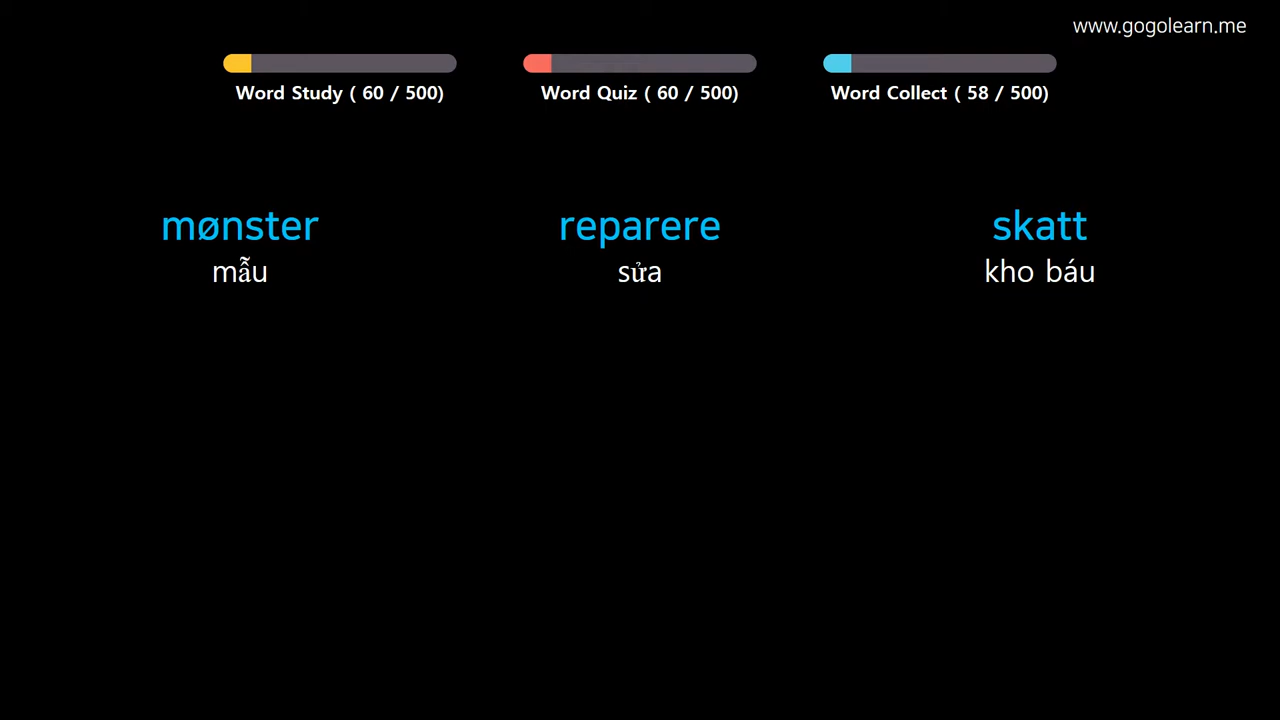 www.gogolearn.me
Word Study ( 60 / 500)
Word Quiz ( 60 / 500)
Word Collect ( 58 / 500)
mønster
mẫu
reparere
sửa
skatt
kho báu